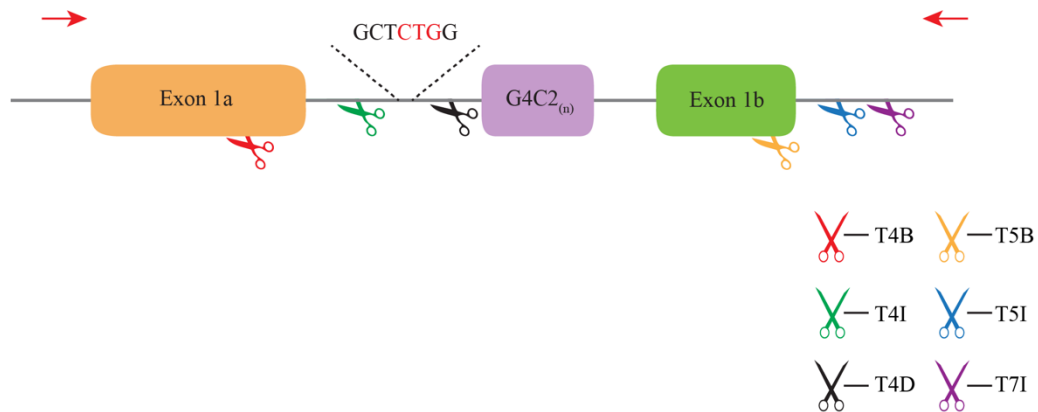 GCTCTGG
Exon 1a
G4C2(n)
Exon 1b
T4B
T5B
T4I
T5I
T4D
T7I